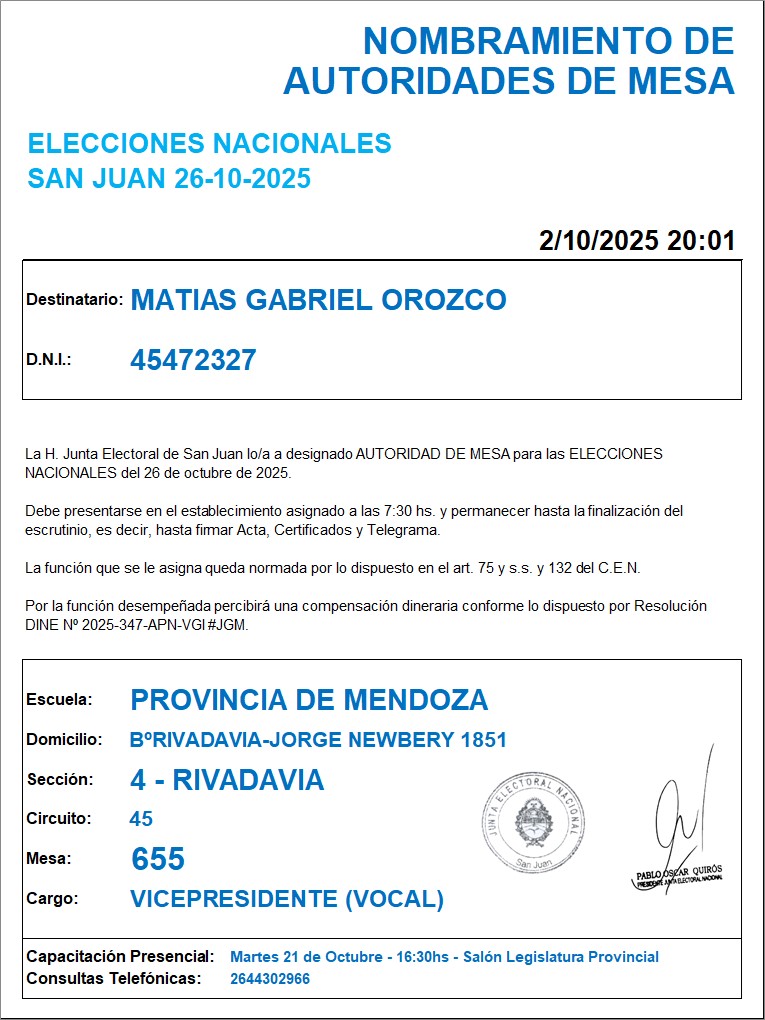 NOMBRAMIENTO DE
AUTORIDADES DE MESA
ELECCIONES NACIONALES
SAN JUAN 26-10-2025
2/10/2025 20:01
Destinatario: MATIAS GABRIEL OROZCO
D.N.I.: 45472327
La H. Junta Electoral de San Juan lo/a a designado AUTORIDAD DE MESA para las ELECCIONES
NACIONALES del 26 de octubre de 2025.
Debe presentarse en el establecimiento asignado a las 7:30 hs. y permanecer hasta la finalización del
escrutinio, es decir, hasta firmar Acta, Certificados y Telegrama.
La función que se le asigna queda normada por lo dispuesto en el art. 75 y s.s. y 132 del C.E.N.
Por la función desempeñada percibirá una compensación dineraria conforme lo dispuesto por Resolución
DINE Nº 2025-347-APN-VGI#JGM.
Escuela: PROVINCIA DE MENDOZA
Domicilio: BºRIVADAVIA-JORGE NEWBERY 1851
Sección: 4 - RIVADAVIA
Circuito: 45
Mesa: 655
Cargo: VICEPRESIDENTE (VOCAL)
JUNTA ELECTORAL NACIONAL
San Juan
PABLO OSCAR QUIRÓS
PRESIDENTE JUNTA ELECTORAL NACIONAL
Capacitación Presencial: Martes 21 de Octubre - 16:30hs - Salón Legislatura Provincial
Consultas Telefónicas: 2644302966